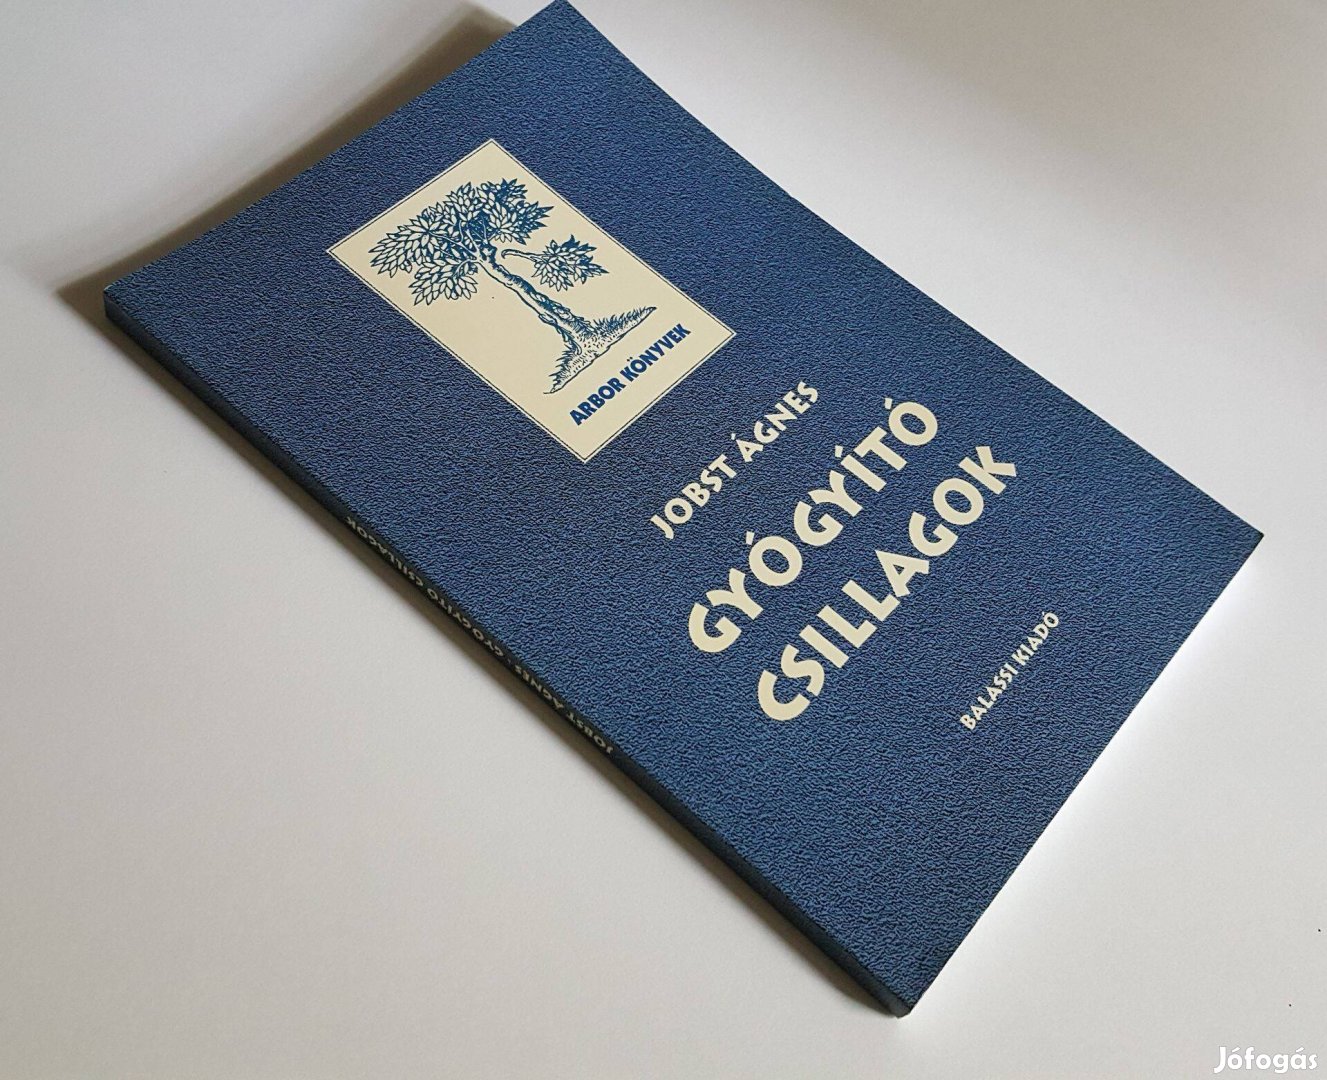 ARBOR KÖNYVEK
JOBST ÁGNES
GYÓGYÍTÓ
CSILLAGOK
BALASSI KIADÓ
JOBST ÁGNES · GYÓGYÍTÓ CSILLAGOK
Jófogás